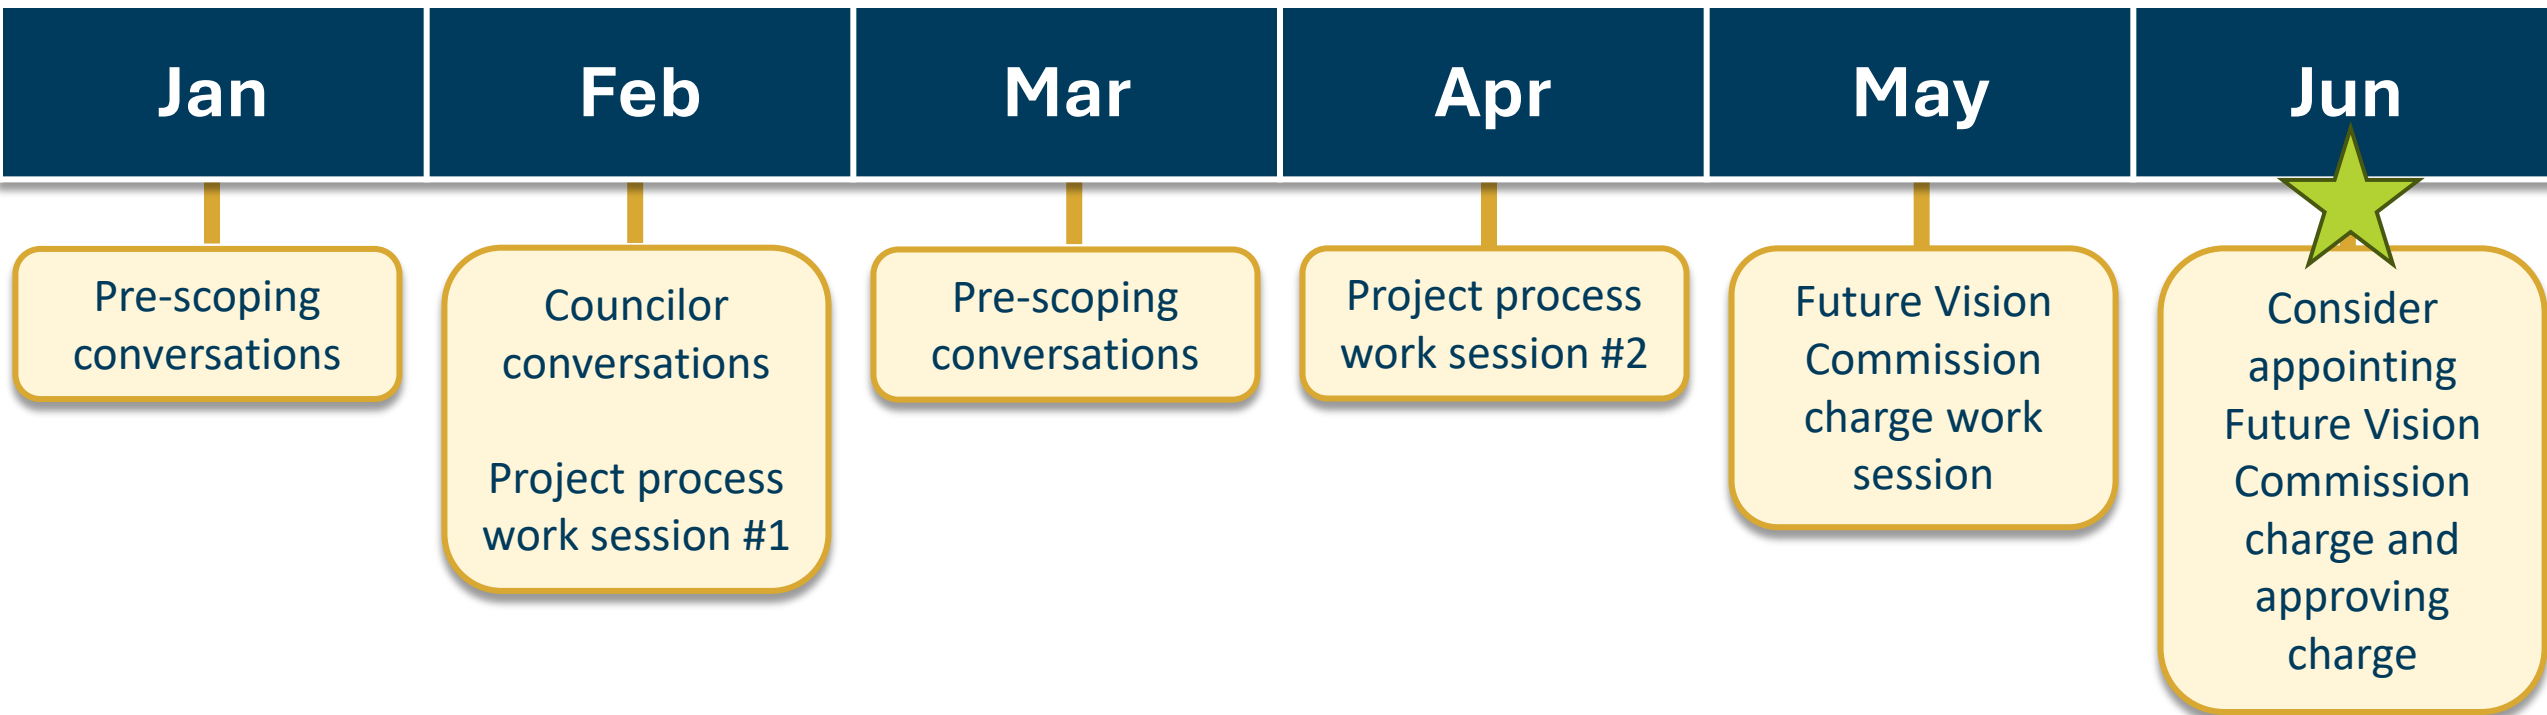 Jan
Feb
Mar
Apr
May
Jun
Pre-scoping
conversations
Councilor
conversations
Project process
work session #1
Pre-scoping
conversations
Project process
work session #2
Future Vision
Commission
charge work
session
Consider
appointing
Future Vision
Commission
charge and
approving
charge